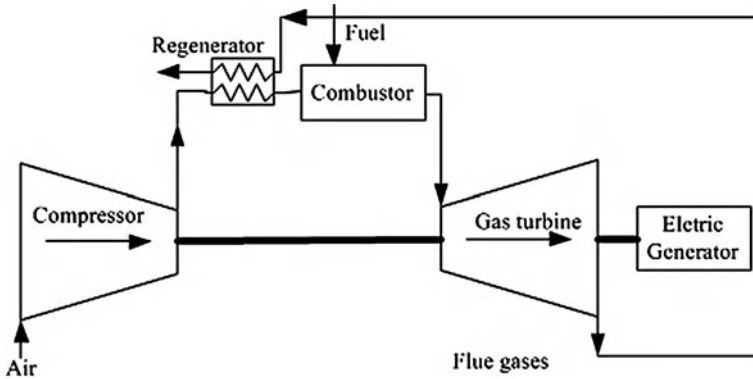 Regenerator
Fuel
Combustor
Compressor
Gas turbine
Eletric
Generator
Air
Flue gases